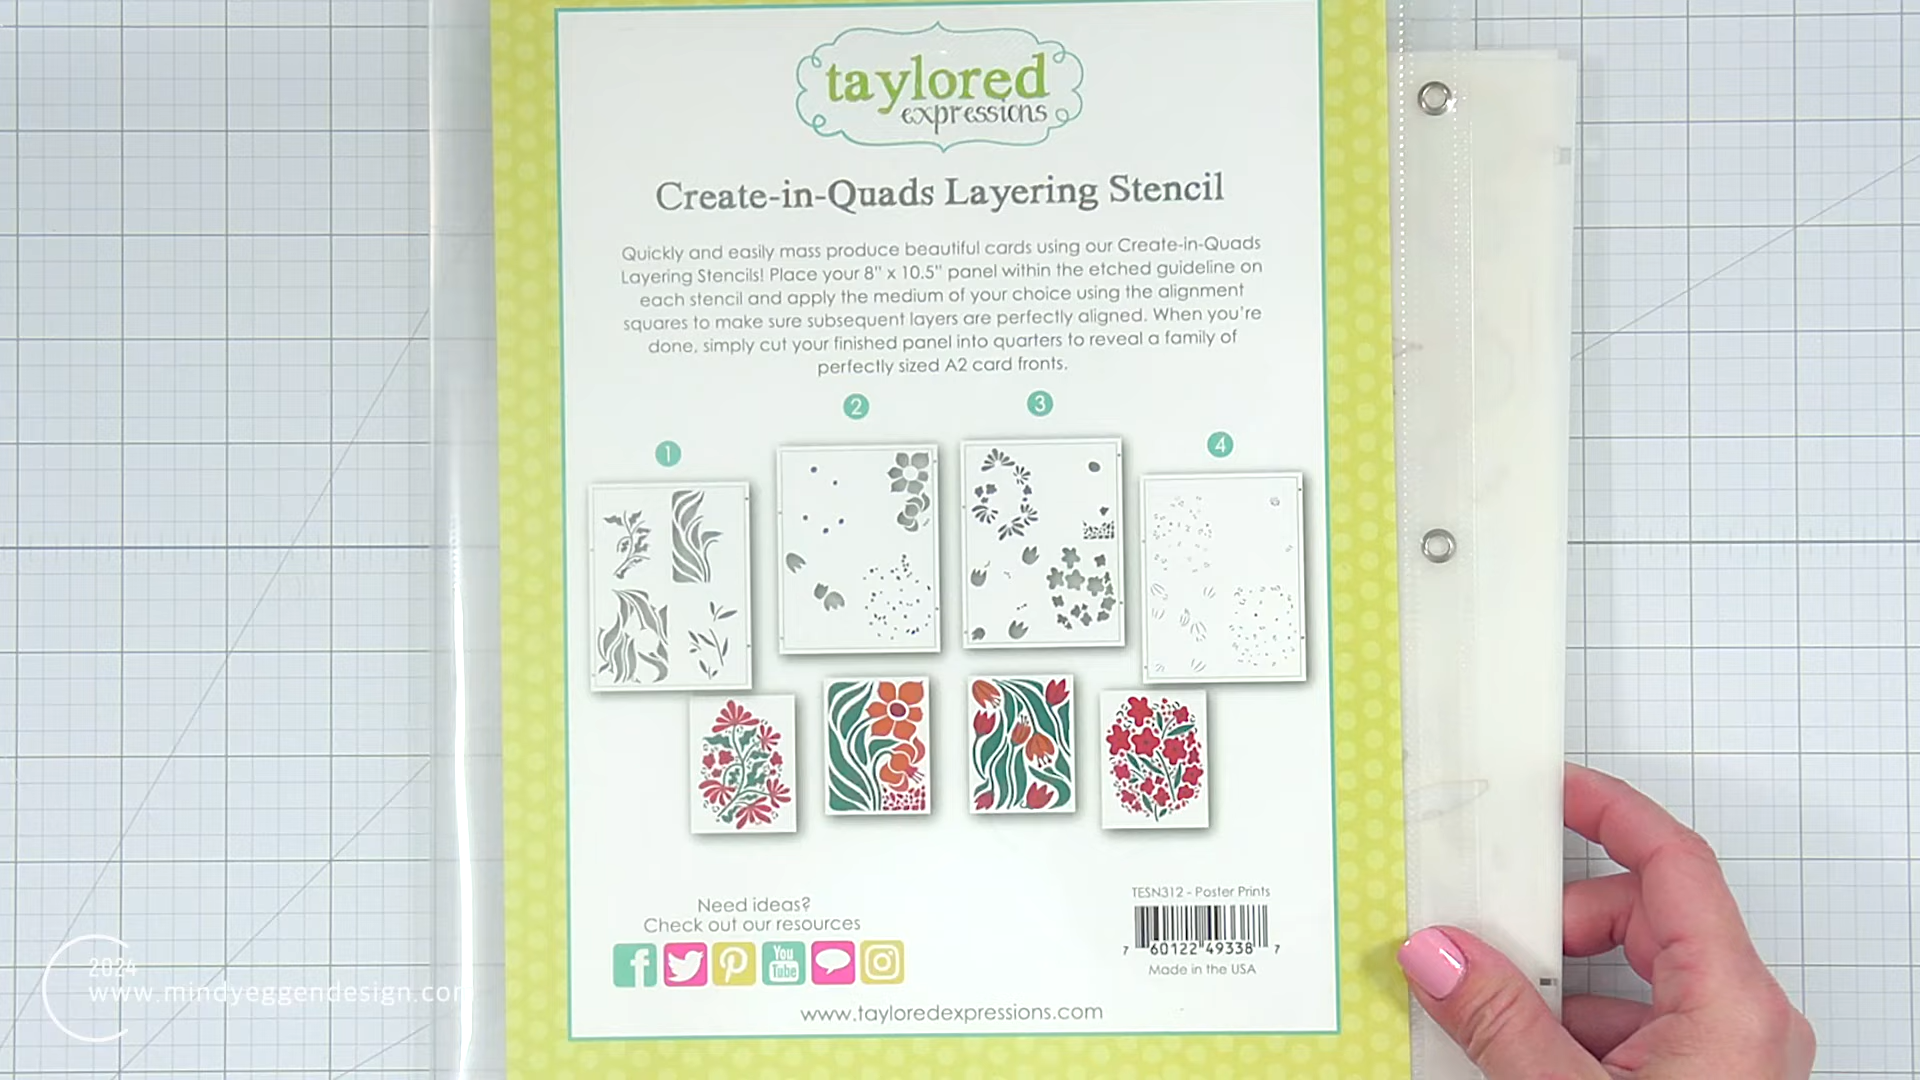 taylored
expressions
Create-in-Quads Layering Stencil
Quickly and easily mass produce beautiful cards using our Create-in-Quads
Layering Stencils! Place your 8" x 10.5" panel within the etched guideline on
each stencil and apply the medium of your choice using the alignment
squares to make sure subsequent layers are perfectly aligned. When you're
done, simply cut your finished panel into quarters to reveal a family of
perfectly sized A2 card fronts.
1
2
3
4
Need ideas?
Check out our resources
You
Tube
TESN312 - Poster Prints
7 60122 49338 7
Made in the USA
www.tayloredexpressions.com
2024
www.mindyeggendesign.com